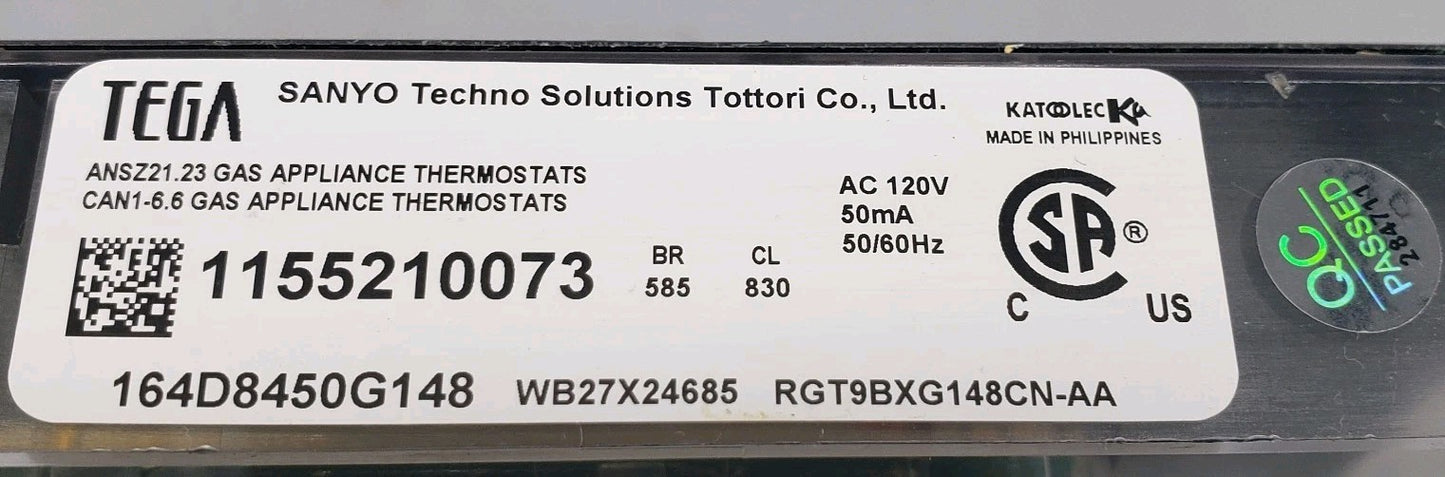 TEGA
SANYO Techno Solutions Tottori Co., Ltd.
KATOOLEC
MADE IN PHILIPPINES
ANSZ21.23 GAS APPLIANCE THERMOSTATS
CAN1-6.6 GAS APPLIANCE THERMOSTATS
AC 120V
50mA
50/60Hz
1155210073
BR
585
CL
830
SA ®
C US
164D8450G148 WB27X24685 RGT9BXG148CN-AA
QC
PASSED
284711